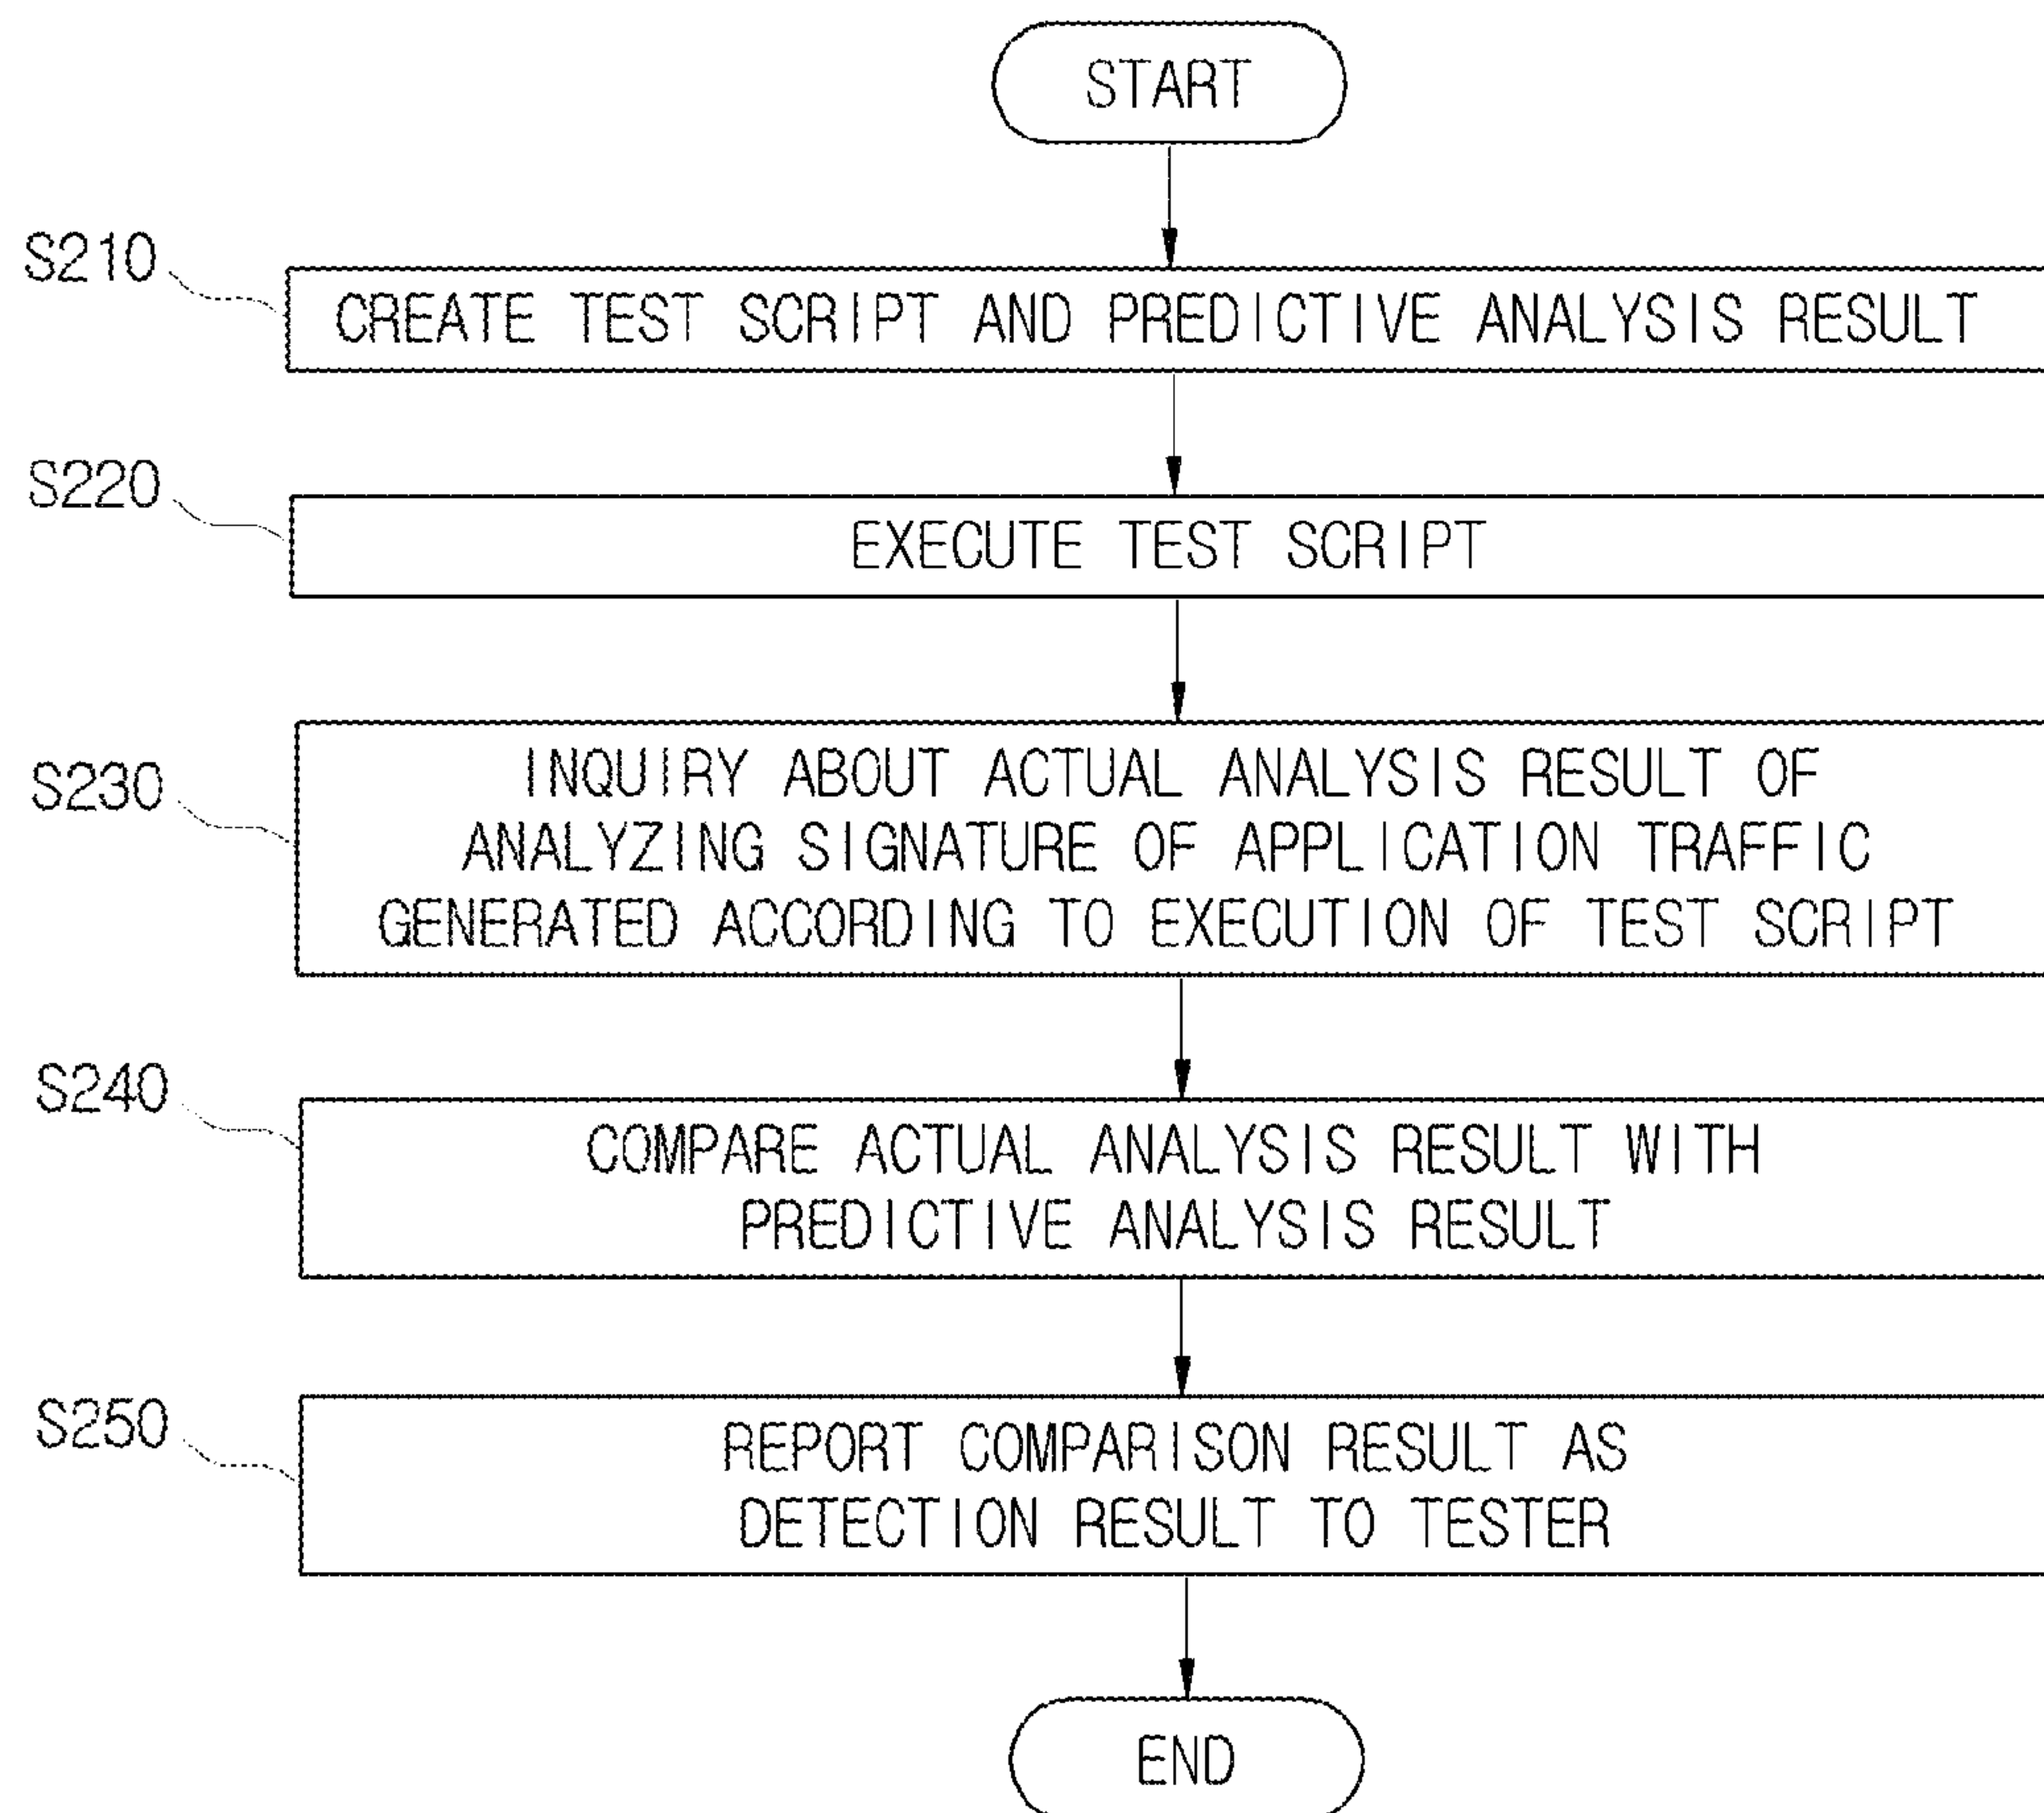 START
S210
CREATE TEST SCRIPT AND PREDICTIVE ANALYSIS RESULT
S220
EXECUTE TEST SCRIPT
S230
INQUIRY ABOUT ACTUAL ANALYSIS RESULT OF
ANALYZING SIGNATURE OF APPLICATION TRAFFIC
GENERATED ACCORDING TO EXECUTION OF TEST SCRIPT
S240
COMPARE ACTUAL ANALYSIS RESULT WITH
PREDICTIVE ANALYSIS RESULT
S250
REPORT COMPARISON RESULT AS
DETECTION RESULT TO TESTER
END